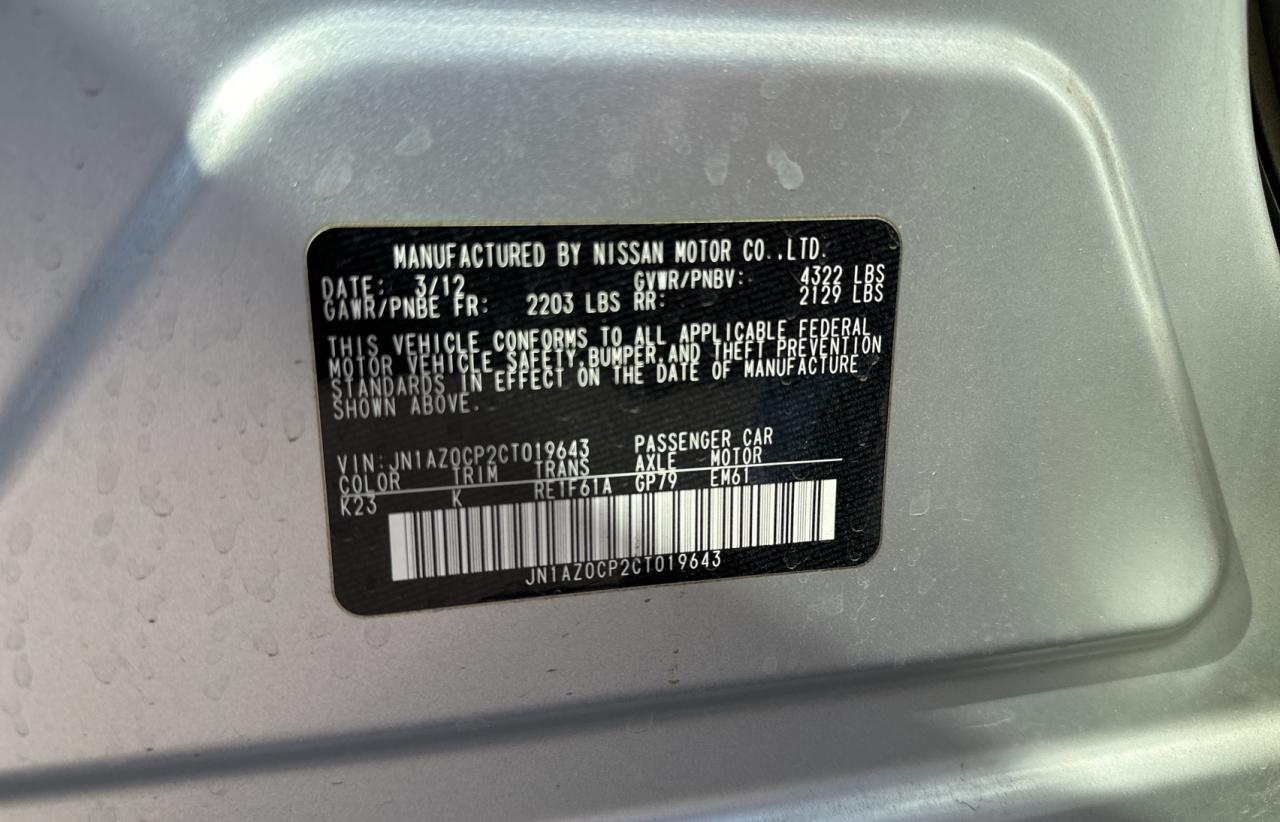 MANUFACTURED BY NISSAN MOTOR CO.,LTD.
DATE: 3/12 GVWR/PNBV: 4322 LBS
GAWR/PNBE FR: 2203 LBS RR: 2129 LBS
THIS VEHICLE CONFORMS TO ALL APPLICABLE FEDERAL
MOTOR VEHICLE SAFETY,BUMPER,AND THEFT PREVENTION
STANDARDS IN EFFECT ON THE DATE OF MANUFACTURE
SHOWN ABOVE.
VIN:JN1AZ0CP2CT019643 PASSENGER CAR
COLOR TRIM TRANS AXLE MOTOR
K23 K RE1F61A GP79 EM61
JN1AZ0CP2CT019643